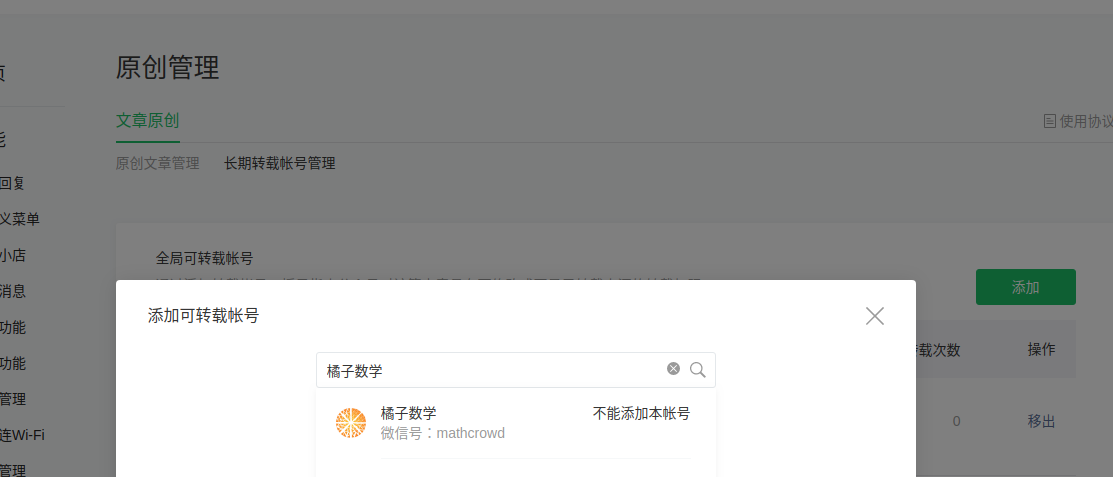 原创管理
文章原创
使用协议
原创文章管理 长期转载帐号管理
回复
义菜单
小店
消息
功能
功能
管理
连Wi-Fi
管理
全局可转载帐号
添加
添加可转载帐号
橘子数学
橘子数学 不能添加本帐号
微信号：mathcrowd
转载次数 操作
0 移出